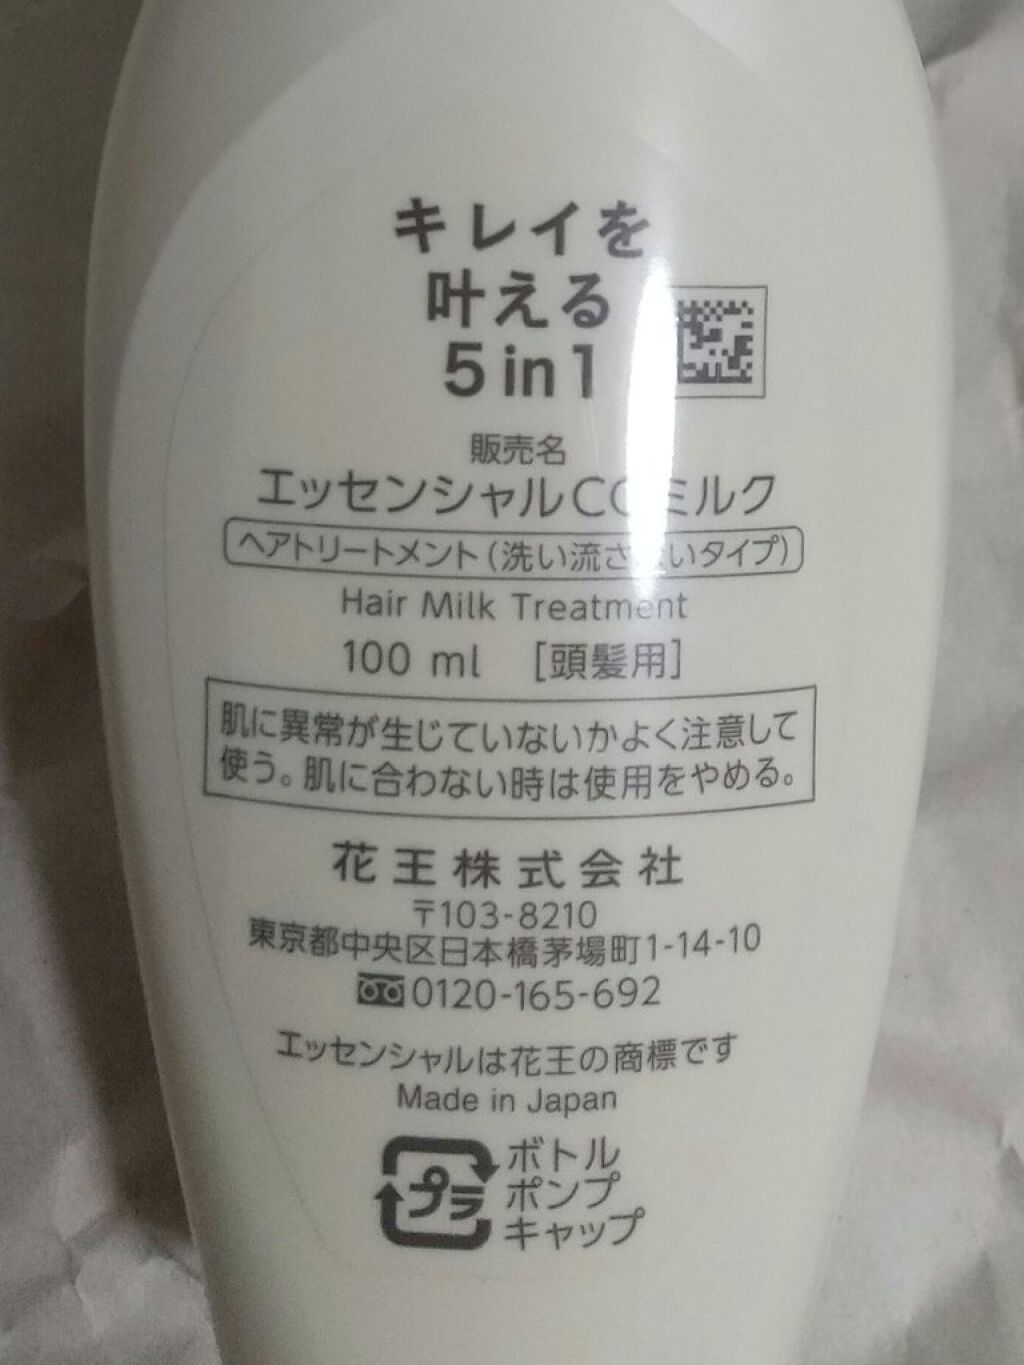 キレイを
叶える
5 in 1
販売名
エッセンシャルCCミルク
ヘアトリートメント(洗い流さないタイプ)
Hair Milk Treatment
100 ml [頭髪用]
肌に異常が生じていないかよく注意して
使う。肌に合わない時は使用をやめる。
花王株式会社
〒103-8210
東京都中央区日本橋茅場町1-14-10
0120-165-692
エッセンシャルは花王の商標です
Made in Japan
プラ
ボトル
ポンプ
キャップ